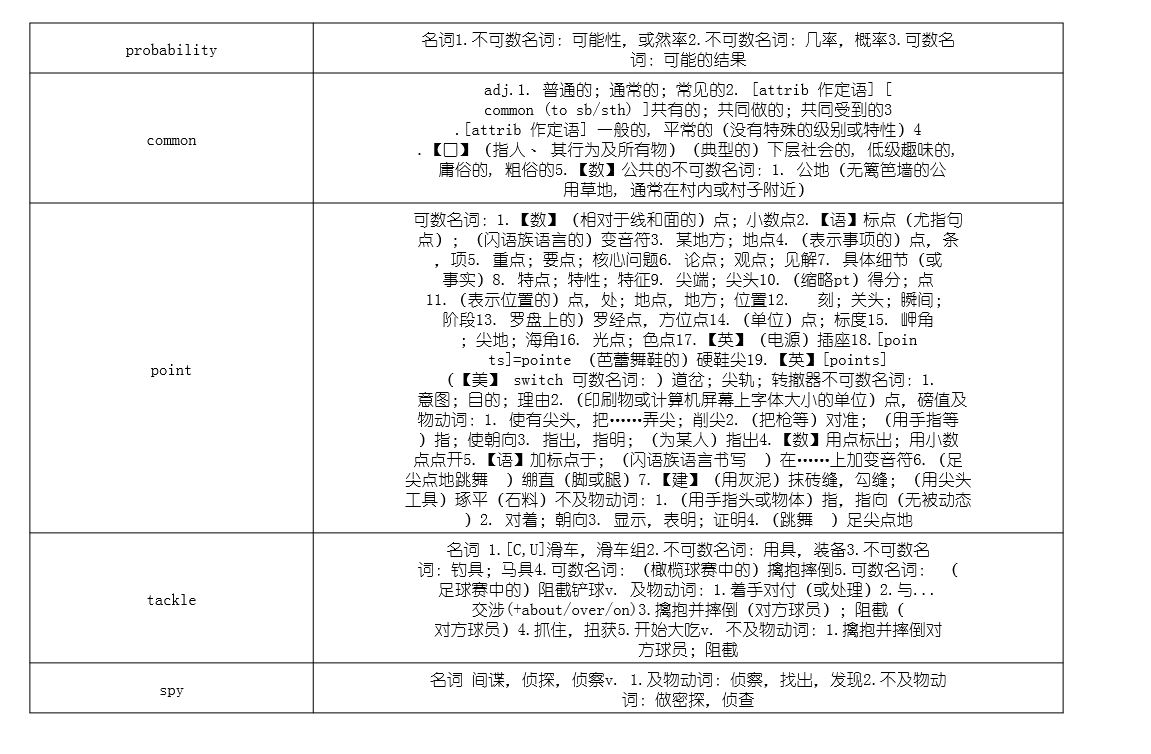 probability
名词1.不可数名词: 可能性, 或然率2.不可数名词: 几率, 概率3.可数名
词: 可能的结果
common
adj.1. 普通的; 通常的; 常见的2. [attrib 作定语] [
common (to sb/sth) ]共有的; 共同做的; 共同受到的3
.[attrib 作定语] 一般的, 平常的 (没有特殊的级别或特性) 4
.【□】 (指人、 其行为及所有物) (典型的) 下层社会的, 低级趣味的,
庸俗的, 粗俗的5.【数】公共的不可数名词: 1. 公地 (无篱笆墙的公
用草地, 通常在村内或村子附近)
point
可数名词: 1.【数】 (相对于线和面的) 点; 小数点2.【语】标点 (尤指句
点) ; (闪语族语言的) 变音符3. 某地方; 地点4. (表示事项的) 点, 条
, 项5. 重点; 要点; 核心问题6. 论点; 观点; 见解7. 具体细节 (或
事实) 8. 特点; 特性; 特征9. 尖端; 尖头10. (缩略pt) 得分; 点
11. (表示位置的) 点, 处; 地点, 地方; 位置12. 刻; 关头; 瞬间;
阶段13. 罗盘上的) 罗经点, 方位点14. (单位) 点; 标度15. 岬角
; 尖地; 海角16. 光点; 色点17.【英】 (电源) 插座18.[poin
ts]=pointe (芭蕾舞鞋的) 硬鞋尖19.【英】[points]
(【美】 switch 可数名词: ) 道岔; 尖轨; 转撤器不可数名词: 1.
意图; 目的; 理由2. (印刷物或计算机屏幕上字体大小的单位) 点, 磅值及
物动词: 1. 使有尖头, 把……弄尖; 削尖2. (把枪等) 对准; (用手指等
) 指; 使朝向3. 指出, 指明; (为某人) 指出4.【数】用点标出; 用小数
点点开5.【语】加标点于; (闪语族语言书写 ) 在……上加变音符6. (足
尖点地跳舞 ) 绷直 (脚或腿) 7.【建】 (用灰泥) 抹砖缝, 勾缝; (用尖头
工具) 琢平 (石料) 不及物动词: 1. (用手指头或物体) 指, 指向 (无被动态
) 2. 对着; 朝向3. 显示, 表明; 证明4. (跳舞 ) 足尖点地
tackle
名词 1.[C,U]滑车, 滑车组2.不可数名词: 用具, 装备3.不可数名
词: 钓具; 马具4.可数名词: (橄榄球赛中的) 擒抱摔倒5.可数名词: (
足球赛中的) 阻截铲球v. 及物动词: 1.着手对付 (或处理) 2.与...
交涉(+about/over/on)3.擒抱并摔倒 (对方球员) ; 阻截 (
对方球员) 4.抓住, 扭获5.开始大吃v. 不及物动词: 1.擒抱并摔倒对
方球员; 阻截
spy
名词 间谍, 侦探, 侦察v. 1.及物动词: 侦察, 找出, 发现2.不及物动
词: 做密探, 侦查